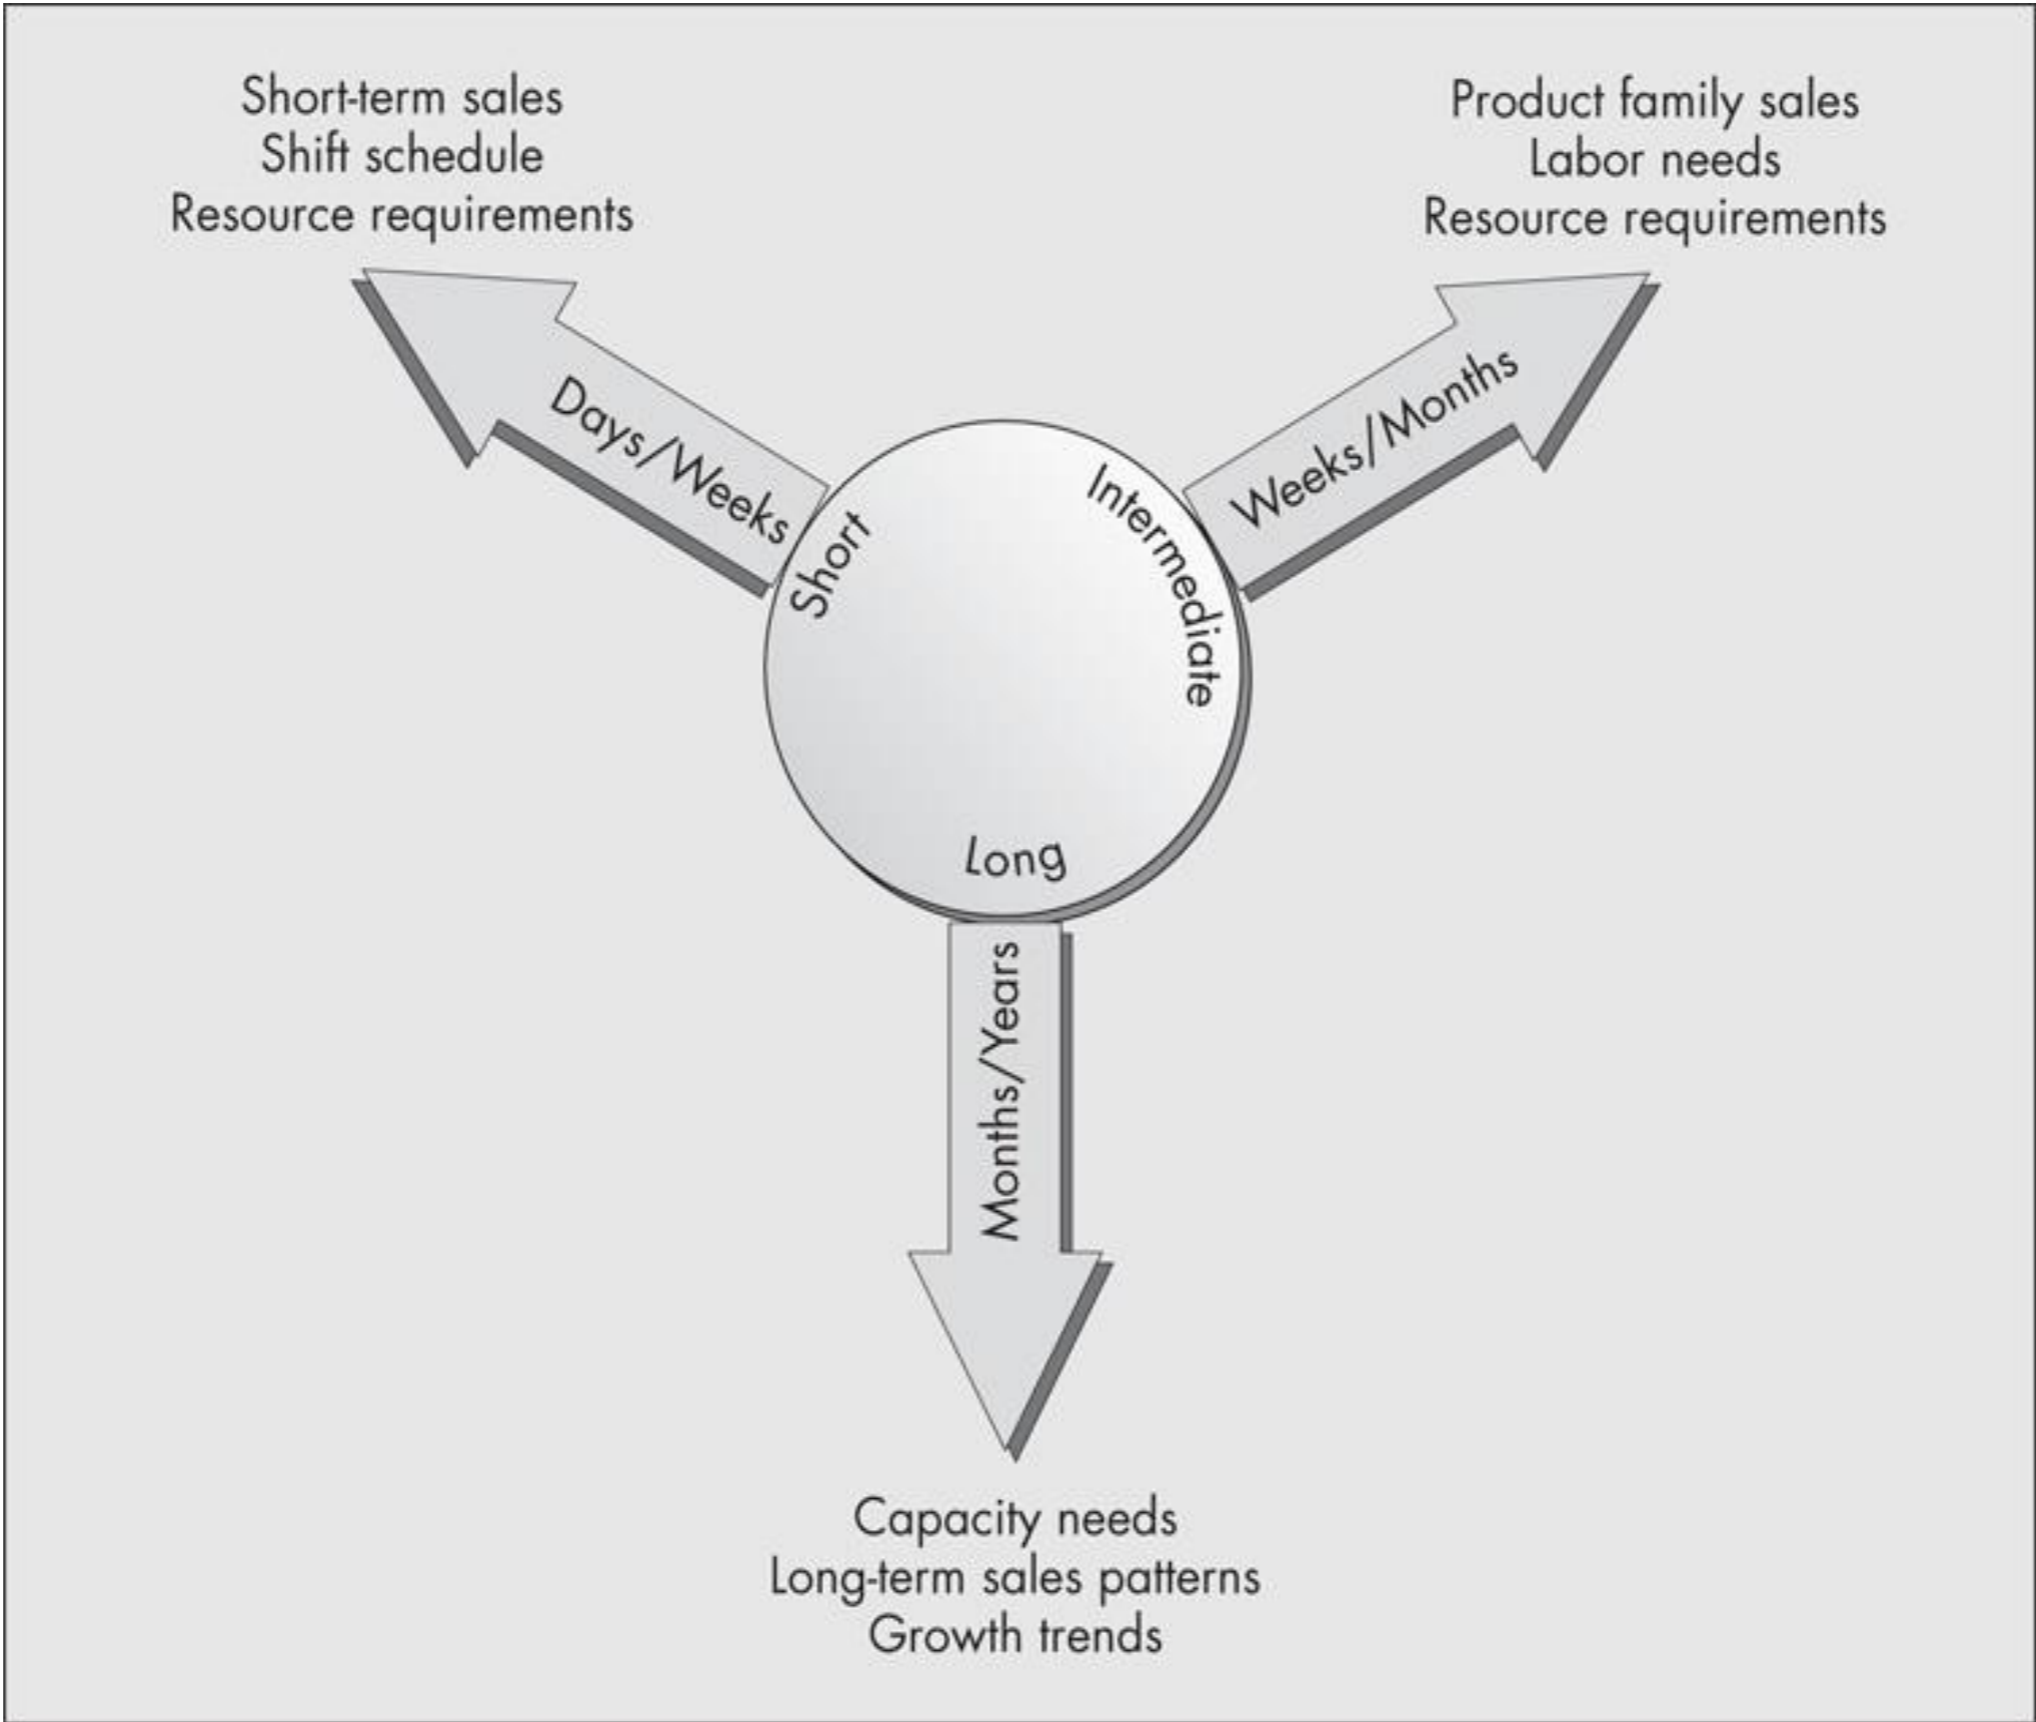 Short-term sales
Shift schedule
Resource requirements
Product family sales
Labor needs
Resource requirements
Days/Weeks
Weeks/Months
Short
Intermediate
Long
Months/Years
Capacity needs
Long-term sales patterns
Growth trends